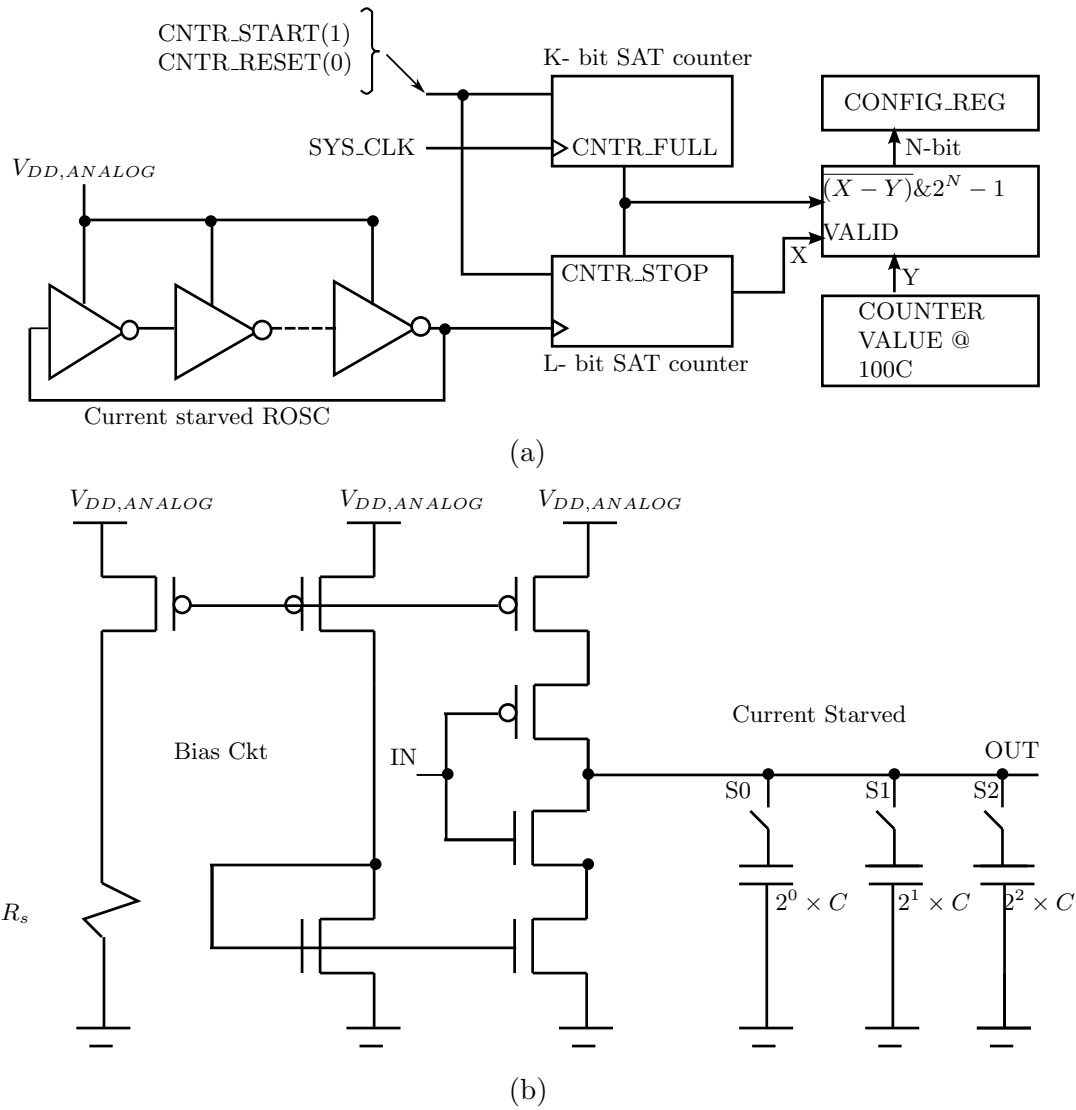 CNTR_START(1)
CNTR_RESET(0)
K- bit SAT counter
CONFIG_REG
SYS_CLK
CNTR_FULL
N-bit
V_{DD,ANALOG}
\overline{(X − Y)}&2^N − 1
VALID
X
CNTR_STOP
Y
COUNTER
VALUE @
100C
L- bit SAT counter
Current starved ROSC
(a)
V_{DD,ANALOG}
V_{DD,ANALOG}
V_{DD,ANALOG}
Current Starved
Bias Ckt
IN
OUT
S0
S1
S2
R_s
2^0 × C
2^1 × C
2^2 × C
(b)